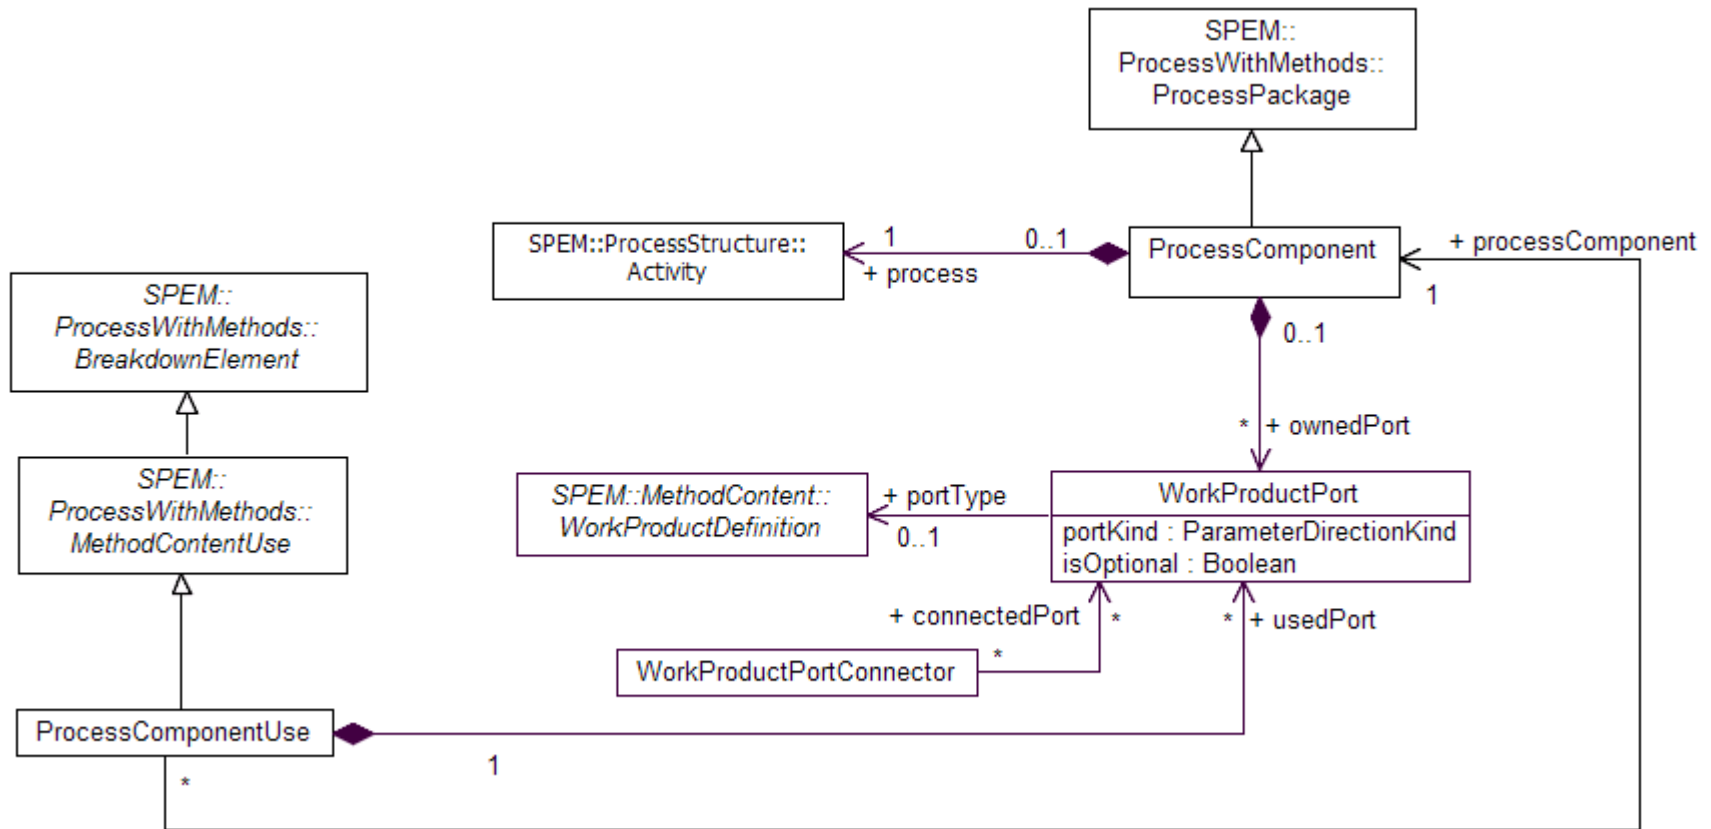 SPEM::
ProcessWithMethods::
ProcessPackage
SPEM::ProcessStructure::
Activity
1
+ process
0..1
ProcessComponent
+ processComponent
1
0..1
* + ownedPort
SPEM::
ProcessWithMethods::
BreakdownElement
SPEM::
ProcessWithMethods::
MethodContentUse
SPEM::MethodContent::
WorkProductDefinition
+ portType
0..1
WorkProductPort
portKind : ParameterDirectionKind
isOptional : Boolean
+ connectedPort *
* + usedPort
WorkProductPortConnector
*
ProcessComponentUse
1
*